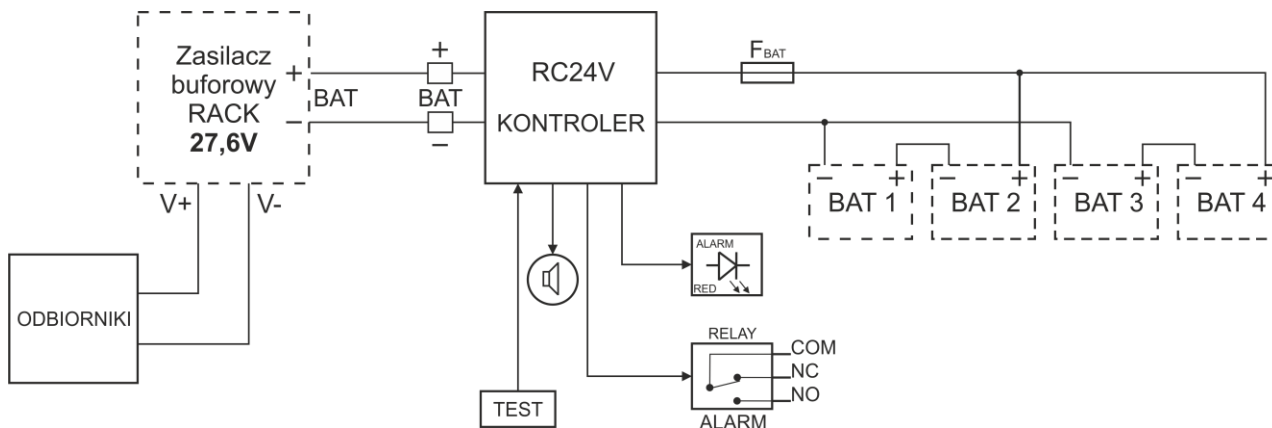 Zasilacz
buforowy
RACK
27,6V
+
−
BAT
+
BAT
−
RC24V
KONTROLER
FBAT
− +
BAT 1
− +
BAT 2
− +
BAT 3
− +
BAT 4
V+
V-
ODBIORNIKI
ALARM
RED
RELAY
COM
NC
NO
ALARM
TEST